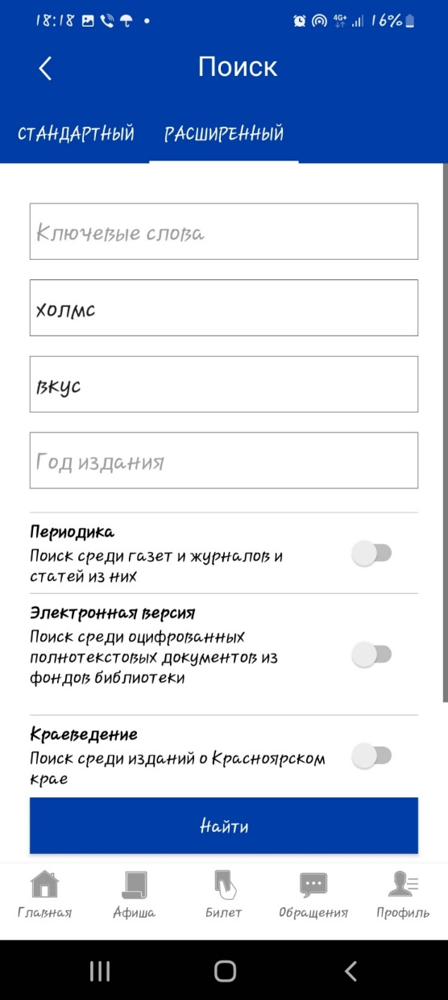 18:18 4G+ 16%
Поиск
СТАНДАРТНЫЙ РАСШИРЕННЫЙ
Ключевые слова
холмс
вкус
Год издания
Периодика
Поиск среди газет и журналов и
статей из них
Электронная версия
Поиск среди оцифрованных
полнотекстовых документов из
фондов библиотеки
Краеведение
Поиск среди изданий о Красноярском
крае
Найти
Главная Афиша Билет Обращения Профиль